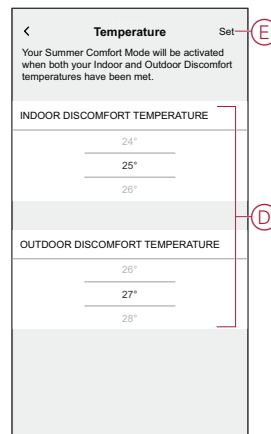 < Temperature Set
Your Summer Comfort Mode will be activated
when both your Indoor and Outdoor Discomfort
temperatures have been met.
INDOOR DISCOMFORT TEMPERATURE
24°
25°
26°
OUTDOOR DISCOMFORT TEMPERATURE
26°
27°
28°
E
D